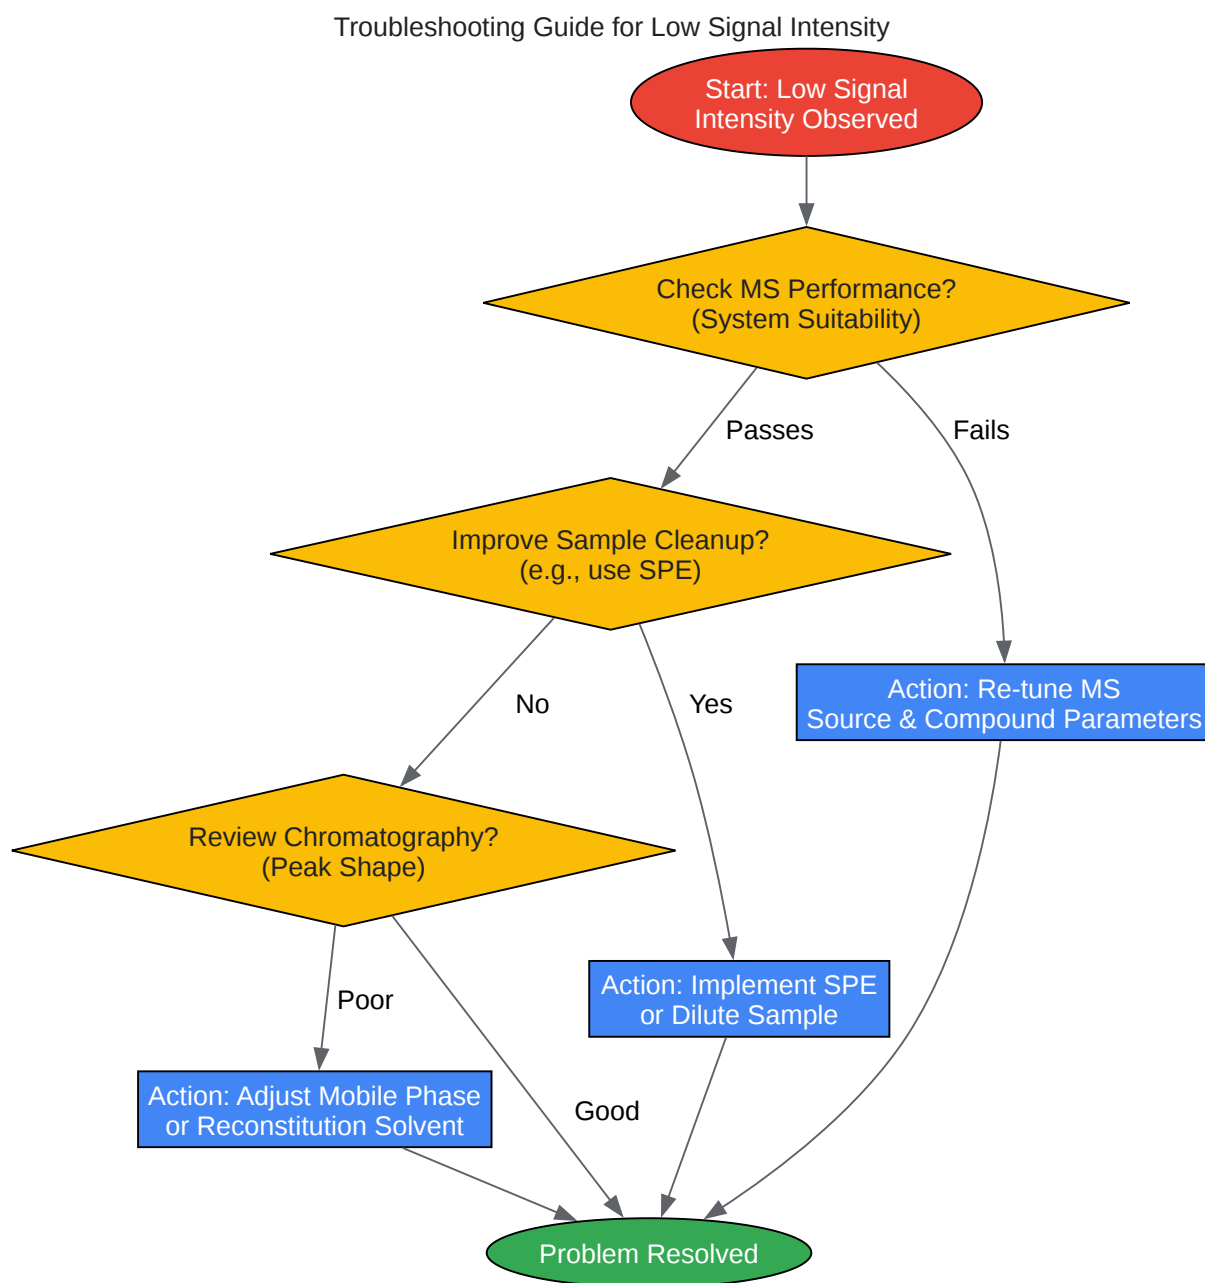 Troubleshooting Guide for Low Signal Intensity
Start: Low Signal
Intensity Observed
Check MS Performance?
(System Suitability)
Passes
Fails
Improve Sample Cleanup?
(e.g., use SPE)
No
Yes
Action: Re-tune MS
Source & Compound Parameters
Review Chromatography?
(Peak Shape)
Action: Implement SPE
or Dilute Sample
Poor
Action: Adjust Mobile Phase
or Reconstitution Solvent
Good
Problem Resolved